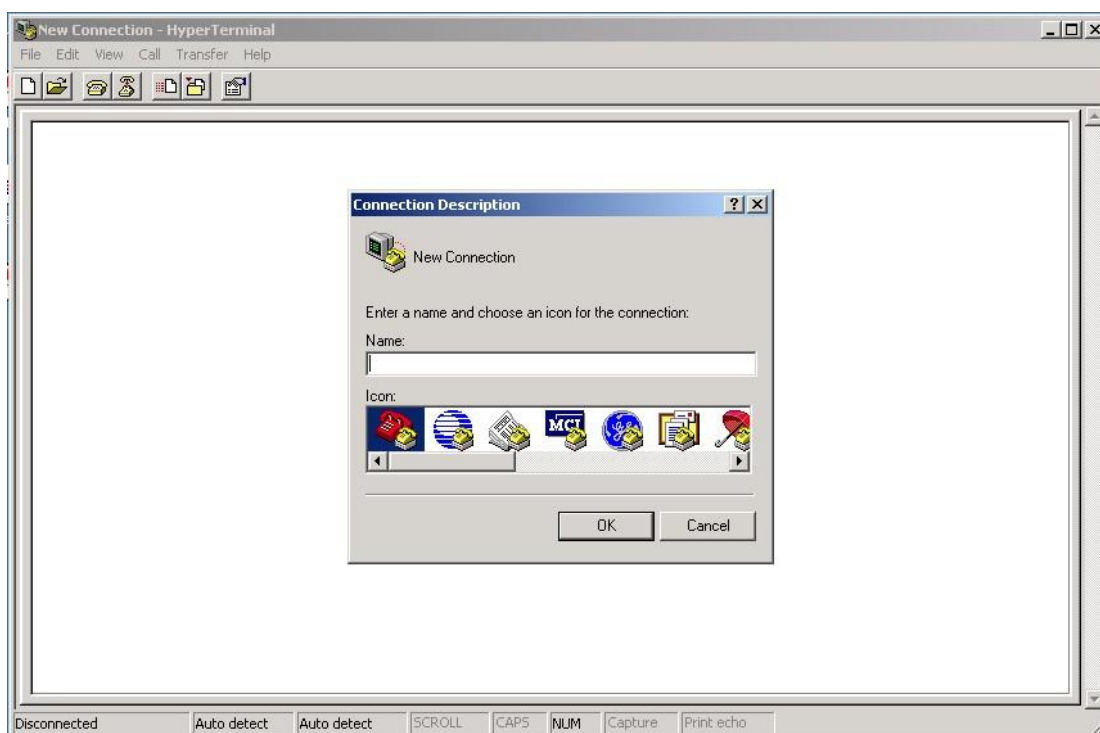 New Connection - HyperTerminal
File Edit View Call Transfer Help
Connection Description
New Connection
Enter a name and choose an icon for the connection:
Name:
Icon:
MCI
OK Cancel
Disconnected Auto detect Auto detect SCROLL CAPS NUM Capture Print echo